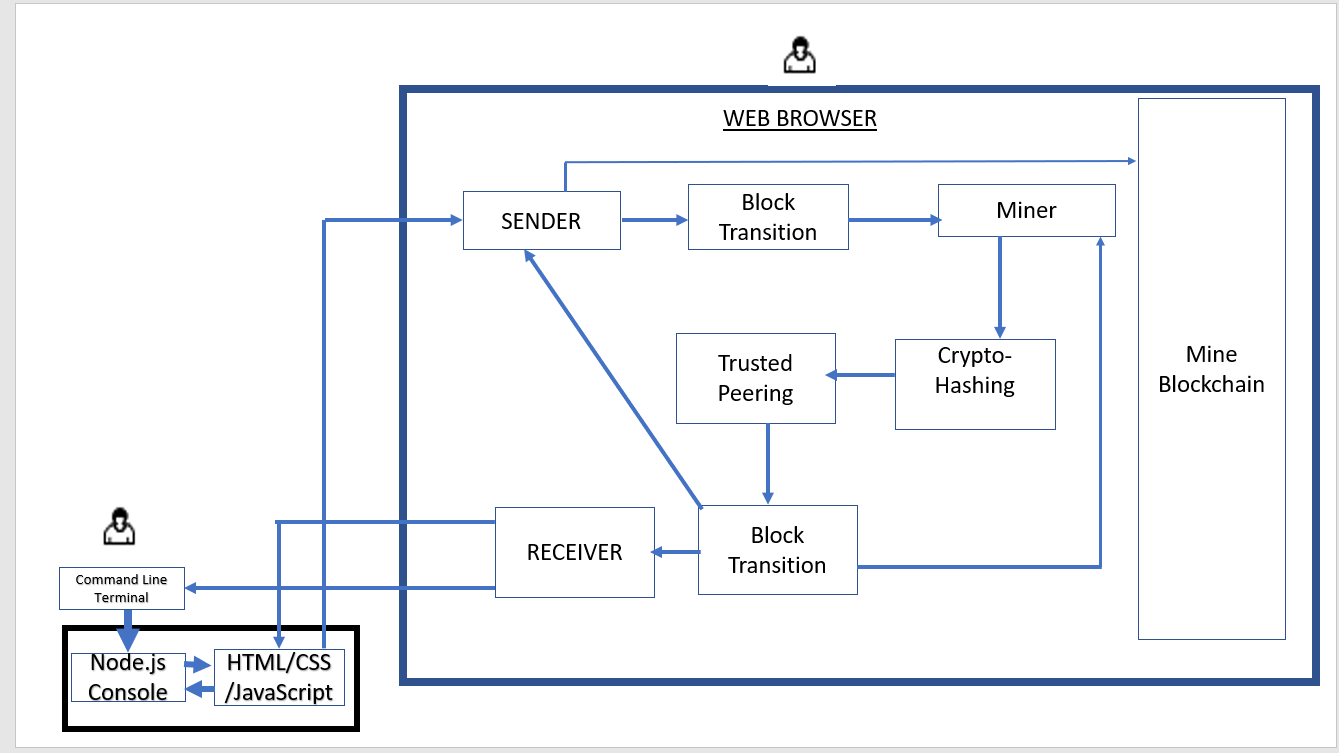 WEB BROWSER
SENDER
Block
Transition
Miner
Trusted
Peering
Crypto-
Hashing
Mine
Blockchain
RECEIVER
Block
Transition
Command Line
Terminal
Node.js
Console
HTML/CSS
/JavaScript